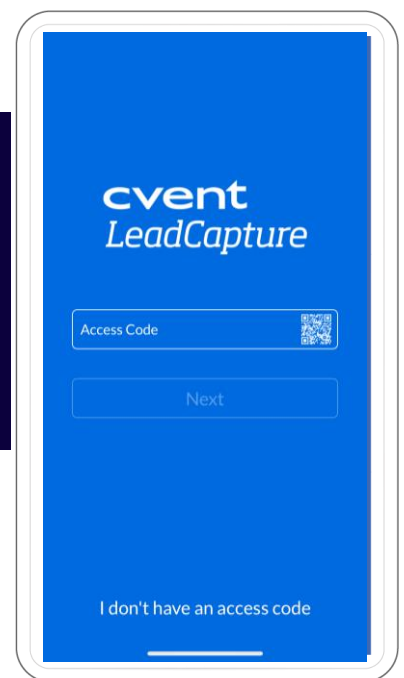 cvent
LeadCapture
Access Code
Next
I don't have an access code